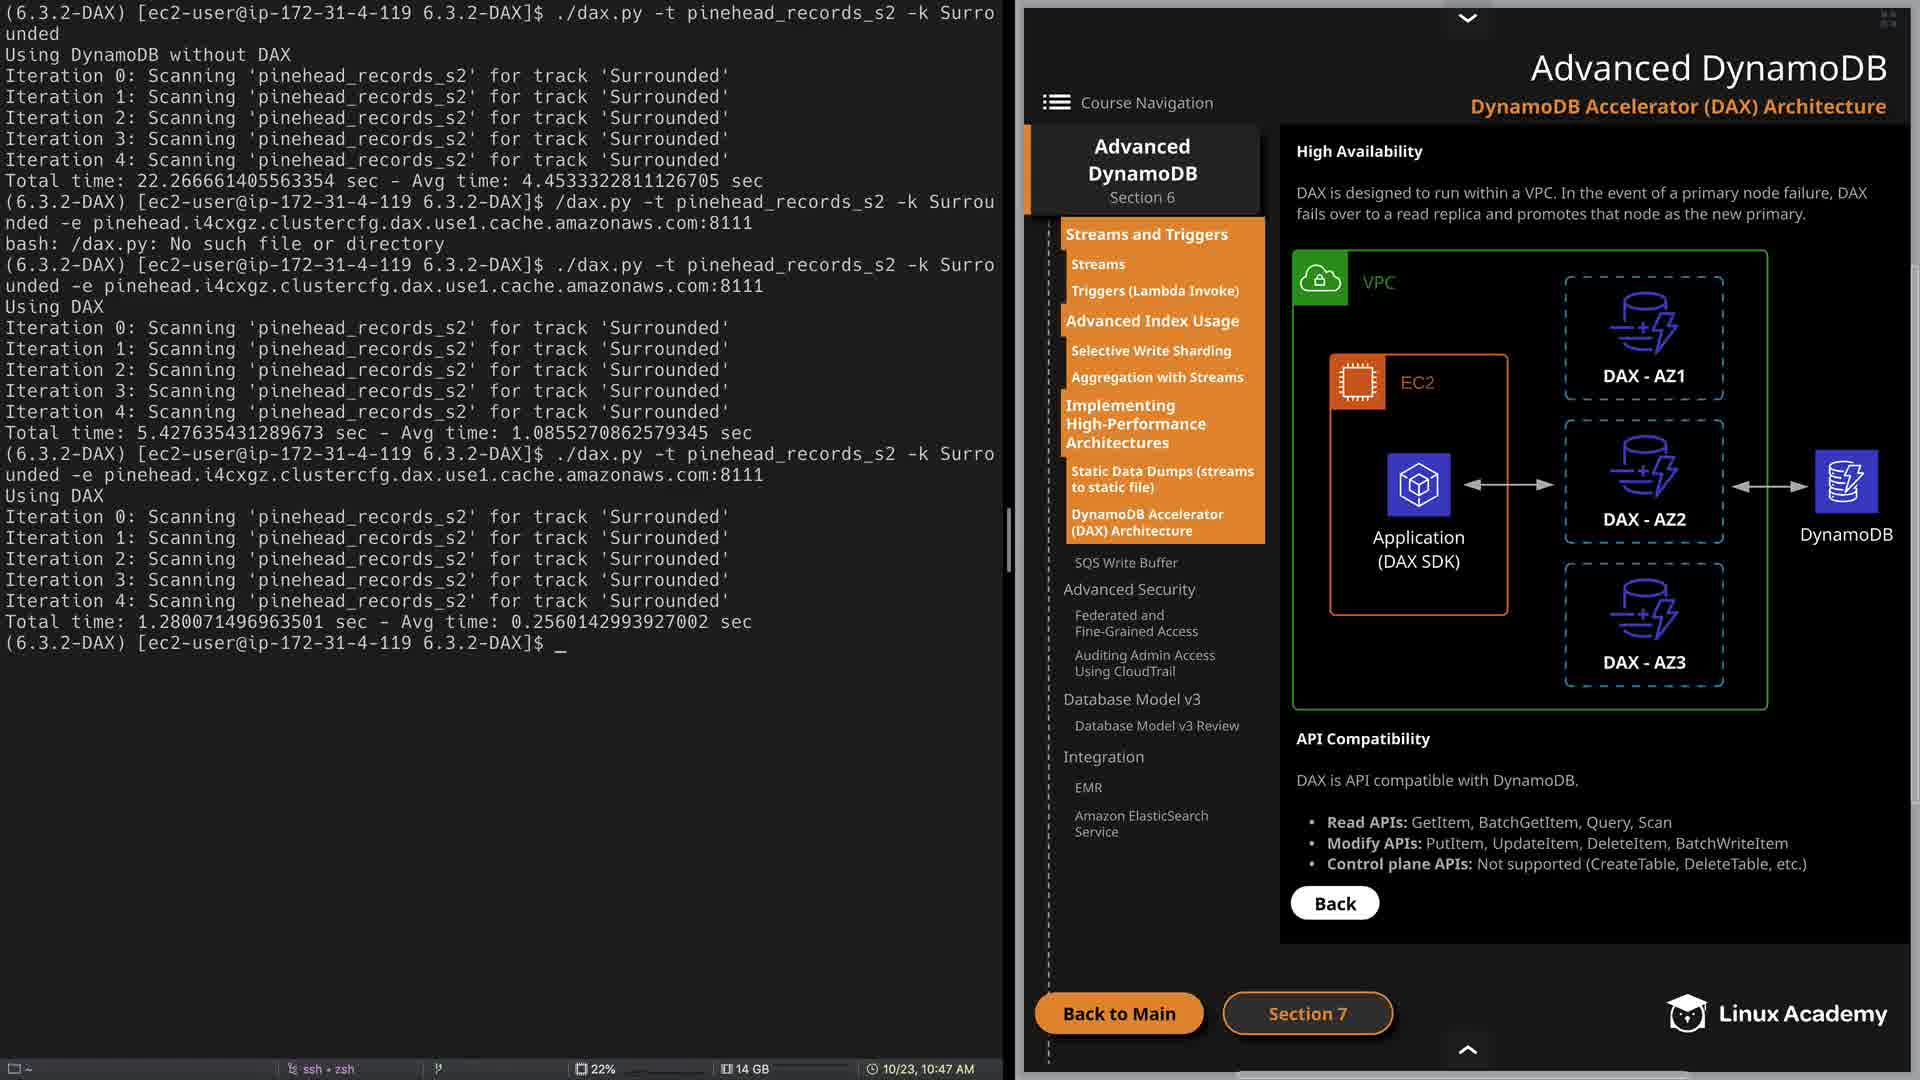 (6.3.2-DAX) [ec2-user@ip-172-31-4-119 6.3.2-DAX]$ ./dax.py -t pinehead_records_s2 -k Surro
unded
Using DynamoDB without DAX
Iteration 0: Scanning 'pinehead_records_s2' for track 'Surrounded'
Iteration 1: Scanning 'pinehead_records_s2' for track 'Surrounded'
Iteration 2: Scanning 'pinehead_records_s2' for track 'Surrounded'
Iteration 3: Scanning 'pinehead_records_s2' for track 'Surrounded'
Iteration 4: Scanning 'pinehead_records_s2' for track 'Surrounded'
Total time: 22.266661405563354 sec - Avg time: 4.4533322811126705 sec
(6.3.2-DAX) [ec2-user@ip-172-31-4-119 6.3.2-DAX]$ /dax.py -t pinehead_records_s2 -k Surrou
nded -e pinehead.i4cxgz.clustercfg.dax.use1.cache.amazonaws.com:8111
bash: /dax.py: No such file or directory
(6.3.2-DAX) [ec2-user@ip-172-31-4-119 6.3.2-DAX]$ ./dax.py -t pinehead_records_s2 -k Surro
unded -e pinehead.i4cxgz.clustercfg.dax.use1.cache.amazonaws.com:8111
Using DAX
Iteration 0: Scanning 'pinehead_records_s2' for track 'Surrounded'
Iteration 1: Scanning 'pinehead_records_s2' for track 'Surrounded'
Iteration 2: Scanning 'pinehead_records_s2' for track 'Surrounded'
Iteration 3: Scanning 'pinehead_records_s2' for track 'Surrounded'
Iteration 4: Scanning 'pinehead_records_s2' for track 'Surrounded'
Total time: 5.427635431289673 sec - Avg time: 1.0855270862579345 sec
(6.3.2-DAX) [ec2-user@ip-172-31-4-119 6.3.2-DAX]$ ./dax.py -t pinehead_records_s2 -k Surro
unded -e pinehead.i4cxgz.clustercfg.dax.use1.cache.amazonaws.com:8111
Using DAX
Iteration 0: Scanning 'pinehead_records_s2' for track 'Surrounded'
Iteration 1: Scanning 'pinehead_records_s2' for track 'Surrounded'
Iteration 2: Scanning 'pinehead_records_s2' for track 'Surrounded'
Iteration 3: Scanning 'pinehead_records_s2' for track 'Surrounded'
Iteration 4: Scanning 'pinehead_records_s2' for track 'Surrounded'
Total time: 1.280071496963501 sec - Avg time: 0.2560142993927002 sec
(6.3.2-DAX) [ec2-user@ip-172-31-4-119 6.3.2-DAX]$ _
~
ssh • zsh
22%
14 GB
10/23, 10:47 AM
Advanced DynamoDB
DynamoDB Accelerator (DAX) Architecture
Course Navigation
Advanced
DynamoDB
Section 6
Streams and Triggers
Streams
Triggers (Lambda Invoke)
Advanced Index Usage
Selective Write Sharding
Aggregation with Streams
Implementing
High-Performance
Architectures
Static Data Dumps (streams
to static file)
DynamoDB Accelerator
(DAX) Architecture
SQS Write Buffer
Advanced Security
Federated and
Fine-Grained Access
Auditing Admin Access
Using CloudTrail
Database Model v3
Database Model v3 Review
Integration
EMR
Amazon ElasticSearch
Service
High Availability
DAX is designed to run within a VPC. In the event of a primary node failure, DAX
fails over to a read replica and promotes that node as the new primary.
VPC
EC2
Application
(DAX SDK)
DAX - AZ1
DAX - AZ2
DAX - AZ3
DynamoDB
API Compatibility
DAX is API compatible with DynamoDB.
• Read APIs: GetItem, BatchGetItem, Query, Scan
• Modify APIs: PutItem, UpdateItem, DeleteItem, BatchWriteItem
• Control plane APIs: Not supported (CreateTable, DeleteTable, etc.)
Back
Back to Main
Section 7
Linux Academy